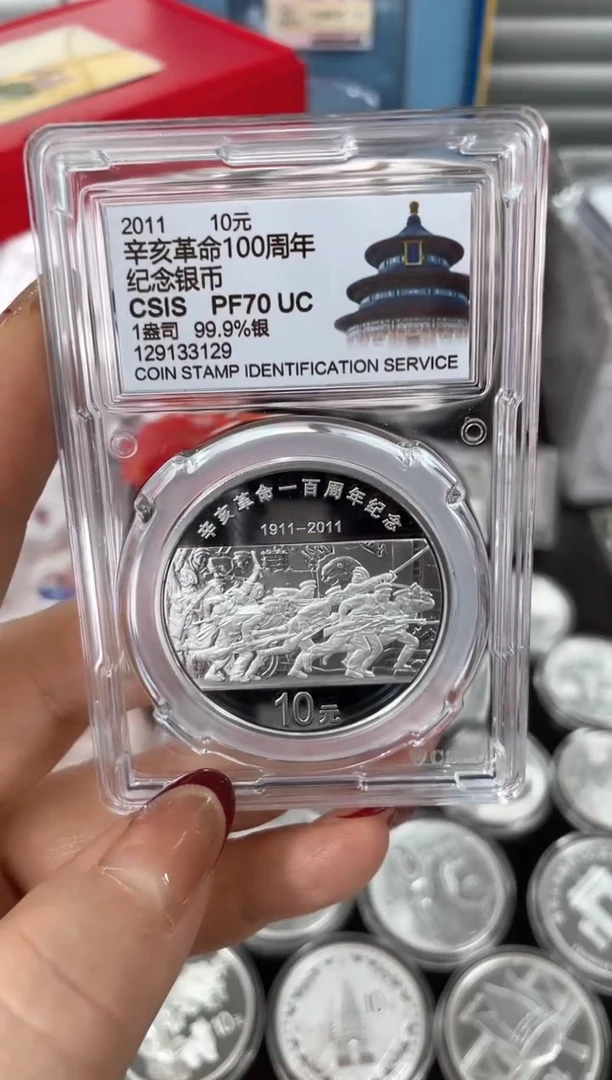 2011 10元
辛亥革命100周年
纪念银币
CSIS PF70 UC
1盎司 99.9%银
129133129
COIN STAMP IDENTIFICATION SERVICE
辛亥革命一百周年纪念
1911-2011
10元
10
10